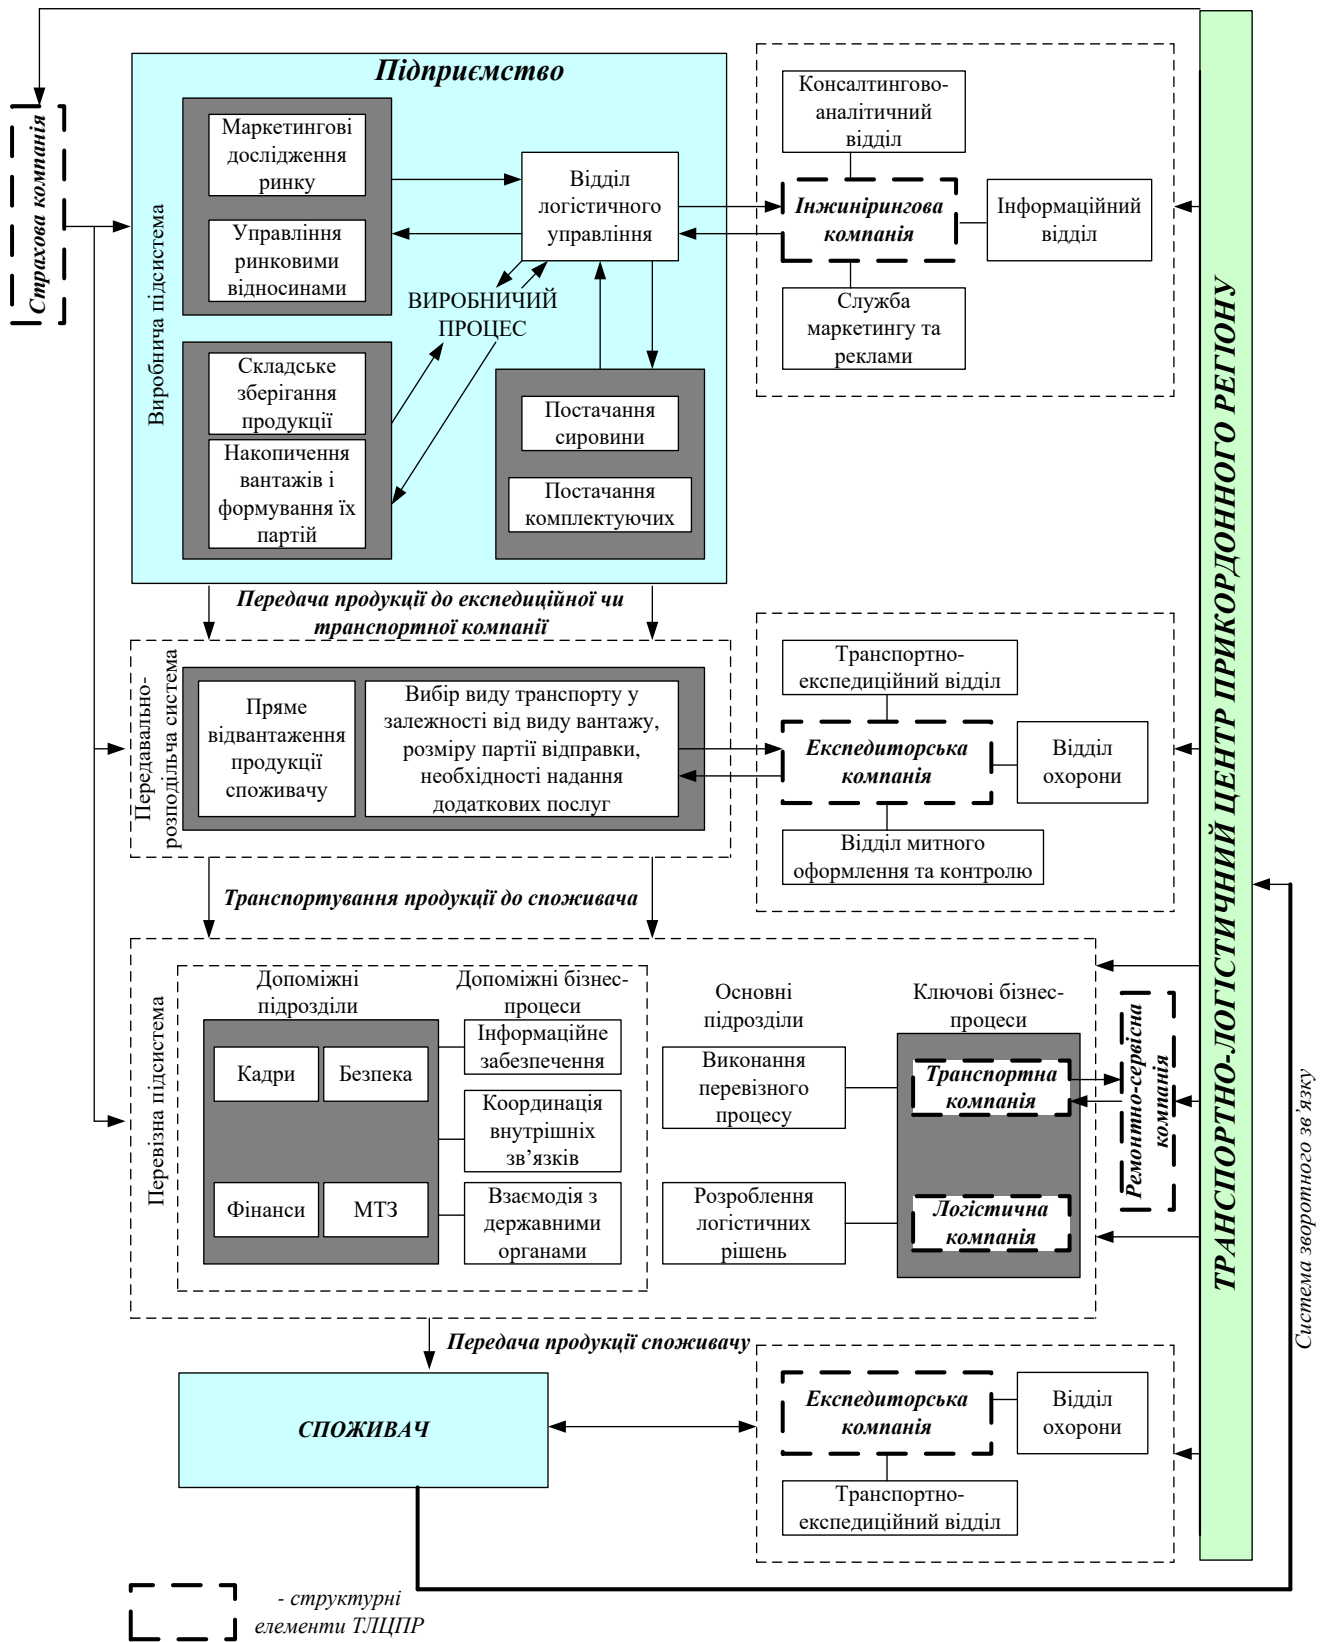 Підприємство
Страхова компанія
Виробнича підсистема
Маркетингові
дослідження
ринку
Управління
ринковими
відносинами
Відділ
логістичного
управління
ВИРОБНИЧИЙ
ПРОЦЕС
Складське
зберігання
продукції
Накопичення
вантажів і
формування їх
партій
Постачання
сировини
Постачання
комплектуючих
Консалтингово-
аналітичний
відділ
Інжинірингова
компанія
Інформаційний
відділ
Служба
маркетингу та
реклами
ТРАНСПОРТНО-ЛОГІСТИЧНИЙ ЦЕНТР ПРИКОРДОННОГО РЕГІОНУ
Передача продукції до експедиційної чи
транспортної компанії
Передавально-
розподільча система
Пряме
відвантаження
продукції
споживачу
Вибір виду транспорту у
залежності від виду вантажу,
розміру партії відправки,
необхідності надання
додаткових послуг
Транспортно-
експедиційний відділ
Експедиторська
компанія
Відділ
охорони
Відділ митного
оформлення та контролю
Транспортування продукції до споживача
Перевізна підсистема
Допоміжні
підрозділи
Допоміжні бізнес-
процеси
Кадри
Безпека
Фінанси
МТЗ
Інформаційне
забезпечення
Координація
внутрішніх
зв’язків
Взаємодія з
державними
органами
Основні
підрозділи
Ключові бізнес-
процеси
Виконання
перевізного
процесу
Розроблення
логістичних
рішень
Транспортна
компанія
Логістична
компанія
Ремонтно-сервісна
компанія
Система зворотного зв’язку
Передача продукції споживачу
СПОЖИВАЧ
Експедиторська
компанія
Відділ
охорони
Транспортно-
експедиційний відділ
- структурні
елементи ТЛЦПР